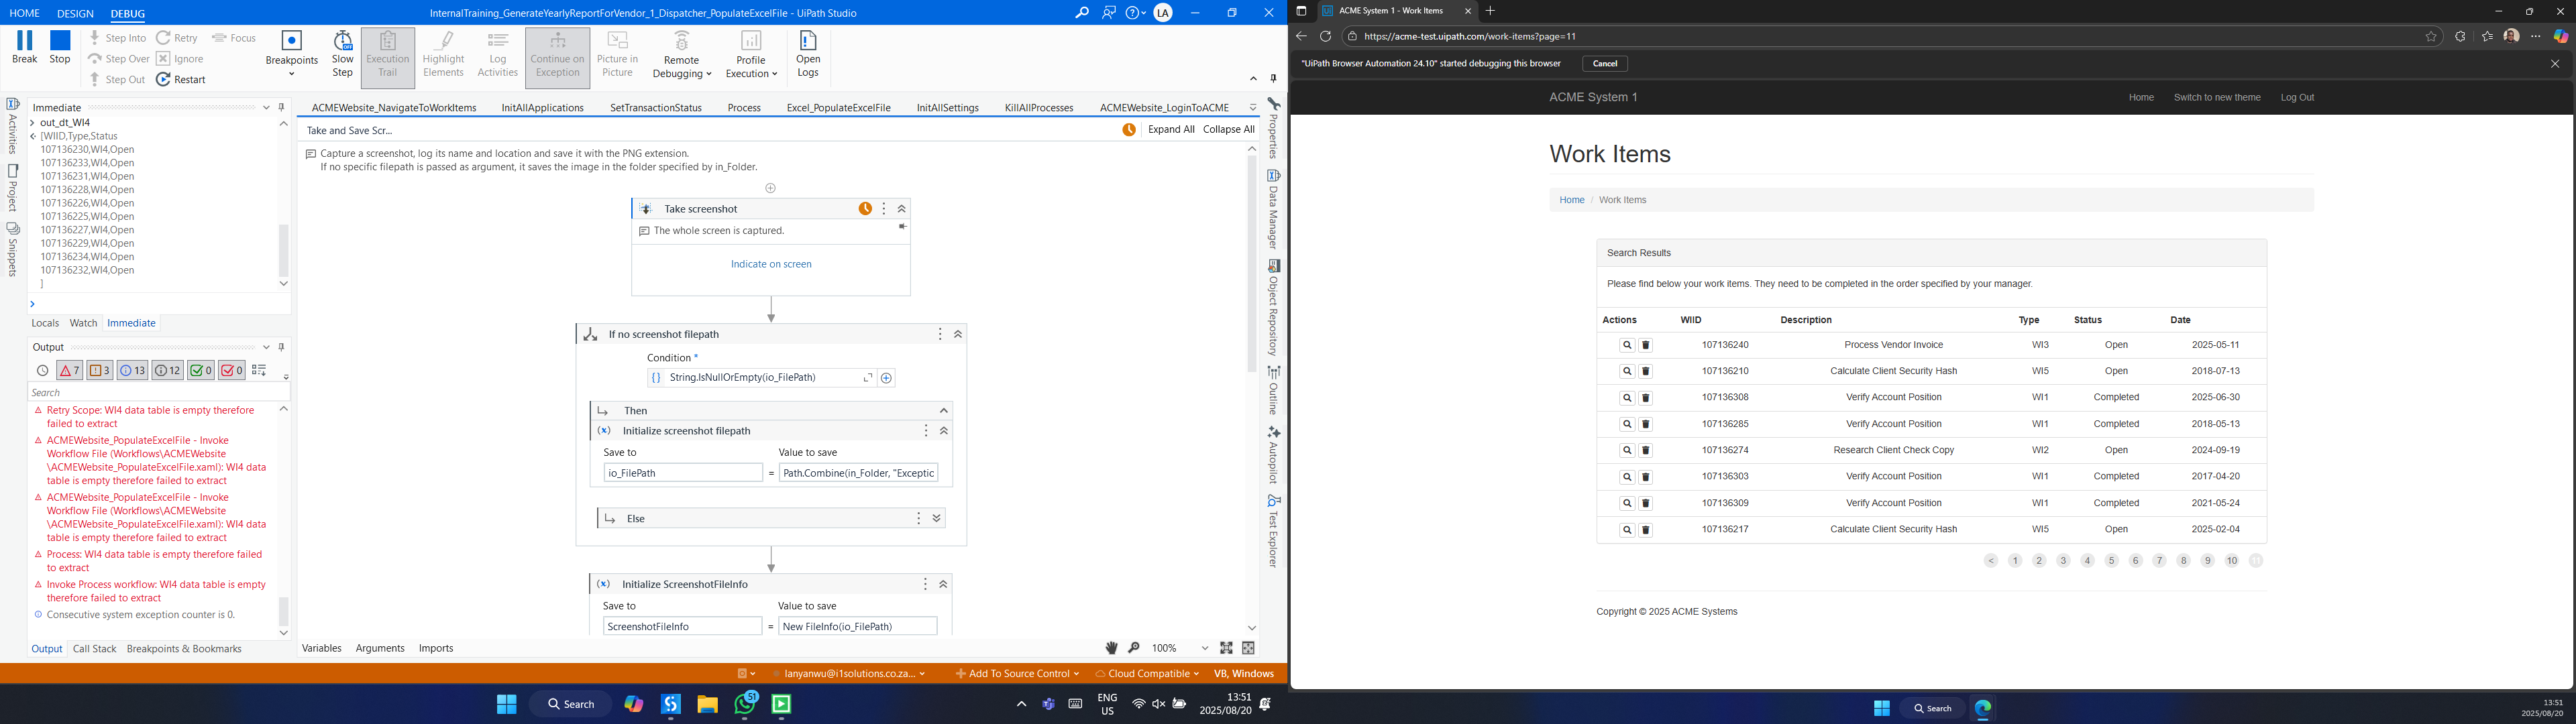 HOME DESIGN DEBUG
InternalTraining_GenerateYearlyReportForVendor_1_Dispatcher_PopulateExcelFile - UiPath Studio
LA
Break
Stop
Step Into
Step Over
Step Out
Retry
Ignore
Restart
Focus
Breakpoints
Slow Step
Execution Trail
Highlight Elements
Log Activities
Continue on Exception
Picture in Picture
Remote Debugging
Profile Execution
Open Logs
Activities
Project
Snippets
Immediate
out_dt_WI4
[WIID,Type,Status
107136230,WI4,Open
107136233,WI4,Open
107136231,WI4,Open
107136228,WI4,Open
107136226,WI4,Open
107136225,WI4,Open
107136227,WI4,Open
107136229,WI4,Open
107136234,WI4,Open
107136232,WI4,Open
]
Locals Watch Immediate
Output
7 3 13 12 0 0
Search
Retry Scope: WI4 data table is empty therefore
failed to extract
ACMEWebsite_PopulateExcelFile - Invoke
Workflow File (Workflows\ACMEWebsite
\ACMEWebsite_PopulateExcelFile.xaml): WI4 data
table is empty therefore failed to extract
ACMEWebsite_PopulateExcelFile - Invoke
Workflow File (Workflows\ACMEWebsite
\ACMEWebsite_PopulateExcelFile.xaml): WI4 data
table is empty therefore failed to extract
Process: WI4 data table is empty therefore failed
to extract
Invoke Process workflow: WI4 data table is empty
therefore failed to extract
Consecutive system exception counter is 0.
Output Call Stack Breakpoints & Bookmarks
ACMEWebsite_NavigateToWorkItems InitAllApplications SetTransactionStatus Process Excel_PopulateExcelFile InitAllSettings KillAllProcesses ACMEWebsite_LoginToACME
Take and Save Scr...
Expand All Collapse All
Capture a screenshot, log its name and location and save it with the PNG extension.
If no specific filepath is passed as argument, it saves the image in the folder specified by in_Folder.
Take screenshot
The whole screen is captured.
Indicate on screen
If no screenshot filepath
Condition *
String.IsNullOrEmpty(io_FilePath)
Then
Initialize screenshot filepath
Save to Value to save
io_FilePath = Path.Combine(in_Folder, "Exceptic
Else
Initialize ScreenshotFileInfo
Save to Value to save
ScreenshotFileInfo = New FileInfo(io_FilePath)
Variables Arguments Imports
100%
Properties
Data Manager
Object Repository
Outline
Autopilot
Test Explorer
lanyanwu@i1solutions.co.za...
Add To Source Control
Cloud Compatible
VB, Windows
Search
51
ENG
US
13:51
2025/08/20
ACME System 1 - Work Items
https://acme-test.uipath.com/work-items?page=11
"UiPath Browser Automation 24.10" started debugging this browser
Cancel
ACME System 1
Home Switch to new theme Log Out
Work Items
Home / Work Items
Search Results
Please find below your work items. They need to be completed in the order specified by your manager.
Actions WIID Description Type Status Date
107136240 Process Vendor Invoice WI3 Open 2025-05-11
107136210 Calculate Client Security Hash WI5 Open 2018-07-13
107136308 Verify Account Position WI1 Completed 2025-06-30
107136285 Verify Account Position WI1 Completed 2018-05-13
107136274 Research Client Check Copy WI2 Open 2024-09-19
107136303 Verify Account Position WI1 Completed 2017-04-20
107136309 Verify Account Position WI1 Completed 2021-05-24
107136217 Calculate Client Security Hash WI5 Open 2025-02-04
< 1 2 3 4 5 6 7 8 9 10 11
Copyright © 2025 ACME Systems
Search
13:51
2025/08/20